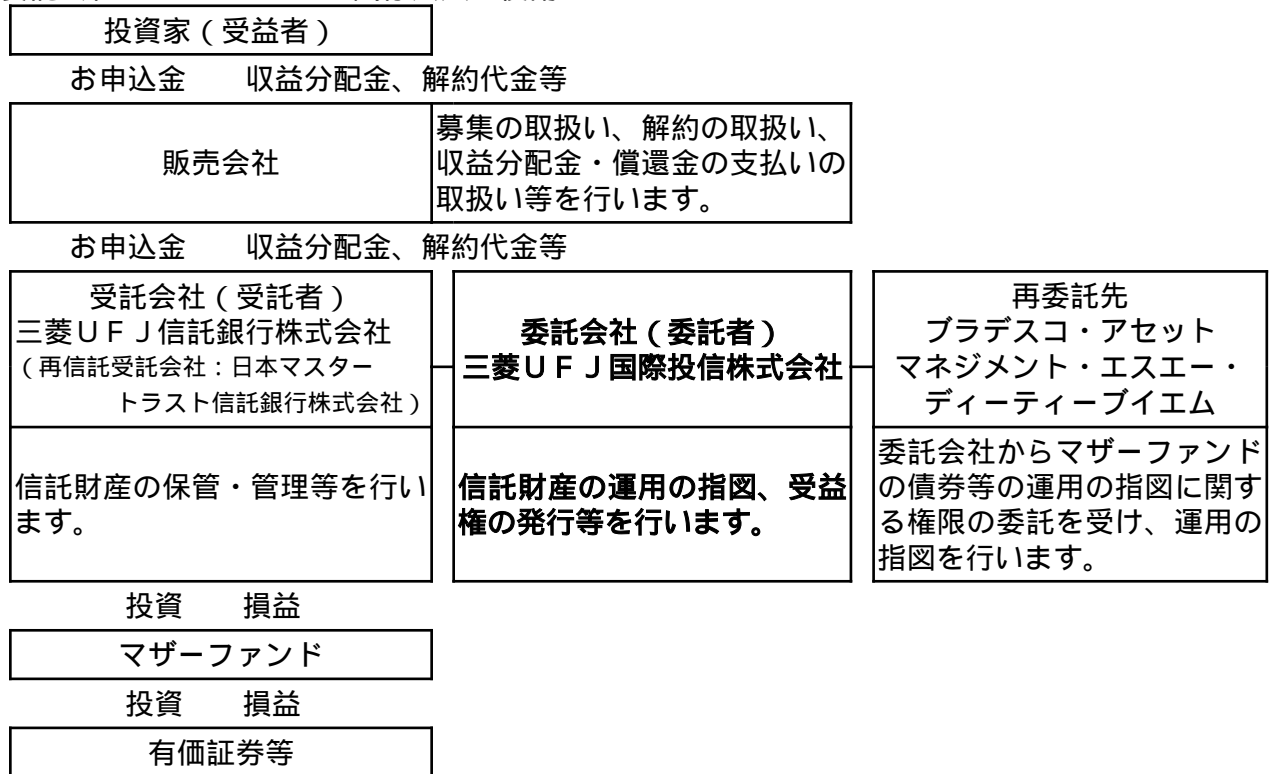 投資家（受益者）
お申込金　　収益分配金、解約代金等
販売会社
募集の取扱い、解約の取扱い、
収益分配金・償還金の支払いの
取扱い等を行います。
お申込金　　収益分配金、解約代金等
受託会社（受託者）
三菱ＵＦＪ信託銀行株式会社
（再信託受託会社：日本マスター
トラスト信託銀行株式会社）
委託会社（委託者）
三菱ＵＦＪ国際投信株式会社
再委託先
ブラデスコ・アセット
マネジメント・エスエー・
ディーティーブイエム
信託財産の保管・管理等を行い
ます。
信託財産の運用の指図、受益
権の発行等を行います。
委託会社からマザーファンド
の債券等の運用の指図に関す
る権限の委託を受け、運用の
指図を行います。
投資　　損益
マザーファンド
投資　　損益
有価証券等